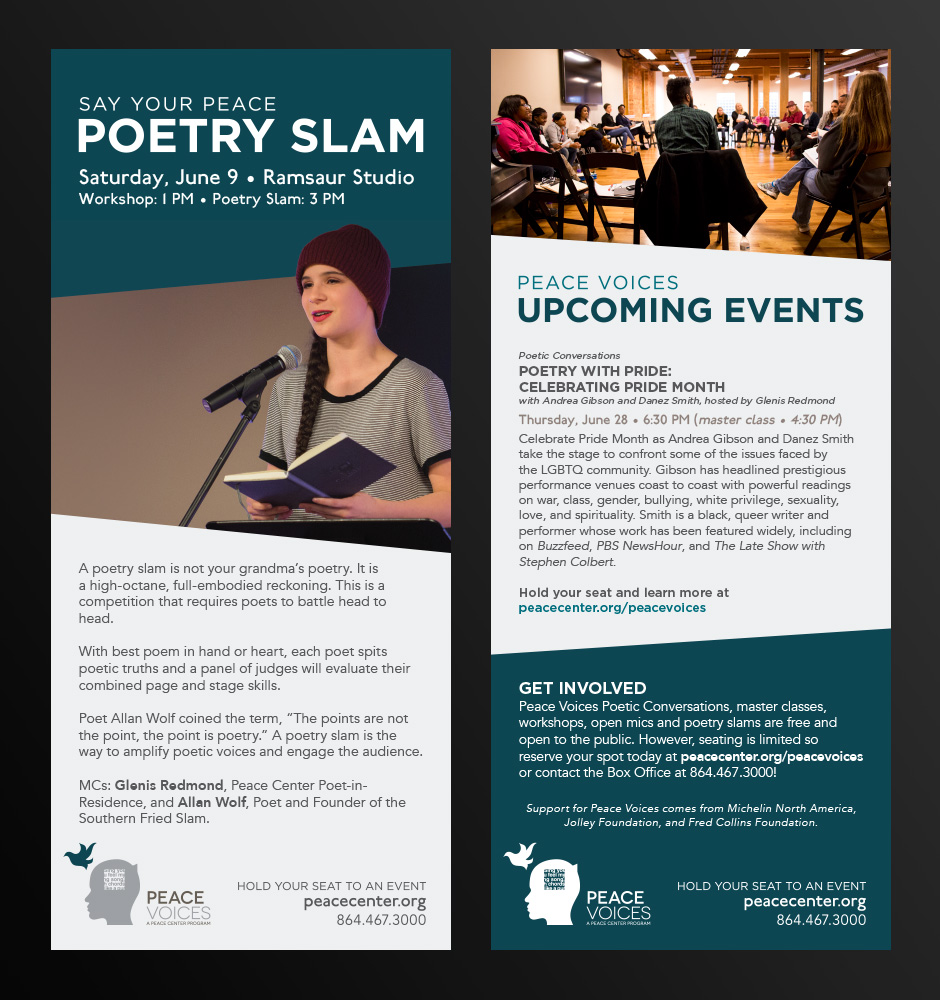 SAY YOUR PEACE
POETRY SLAM
Saturday, June 9 • Ramsaur Studio
Workshop: 1 PM • Poetry Slam: 3 PM
A poetry slam is not your grandma's poetry. It is
a high-octane, full-embodied reckoning. This is a
competition that requires poets to battle head to
head.
With best poem in hand or heart, each poet spits
poetic truths and a panel of judges will evaluate their
combined page and stage skills.
Poet Allan Wolf coined the term, “The points are not
the point, the point is poetry.” A poetry slam is the
way to amplify poetic voices and engage the audience.
MCs: Glenis Redmond, Peace Center Poet-in-
Residence, and Allan Wolf, Poet and Founder of the
Southern Fried Slam.
PEACE
VOICES
A PEACE CENTER PROGRAM
HOLD YOUR SEAT TO AN EVENT
peacecenter.org
864.467.3000
PEACE VOICES
UPCOMING EVENTS
Poetic Conversations
POETRY WITH PRIDE:
CELEBRATING PRIDE MONTH
with Andrea Gibson and Danez Smith, hosted by Glenis Redmond
Thursday, June 28 • 6:30 PM (master class • 4:30 PM)
Celebrate Pride Month as Andrea Gibson and Danez Smith
take the stage to confront some of the issues faced by
the LGBTQ community. Gibson has headlined prestigious
performance venues coast to coast with powerful readings
on war, class, gender, bullying, white privilege, sexuality,
love, and spirituality. Smith is a black, queer writer and
performer whose work has been featured widely, including
on Buzzfeed, PBS NewsHour, and The Late Show with
Stephen Colbert.
Hold your seat and learn more at
peacecenter.org/peacevoices
GET INVOLVED
Peace Voices Poetic Conversations, master classes,
workshops, open mics and poetry slams are free and
open to the public. However, seating is limited so
reserve your spot today at peacecenter.org/peacevoices
or contact the Box Office at 864.467.3000!
Support for Peace Voices comes from Michelin North America,
Jolley Foundation, and Fred Collins Foundation.
PEACE
VOICES
A PEACE CENTER PROGRAM
HOLD YOUR SEAT TO AN EVENT
peacecenter.org
864.467.3000